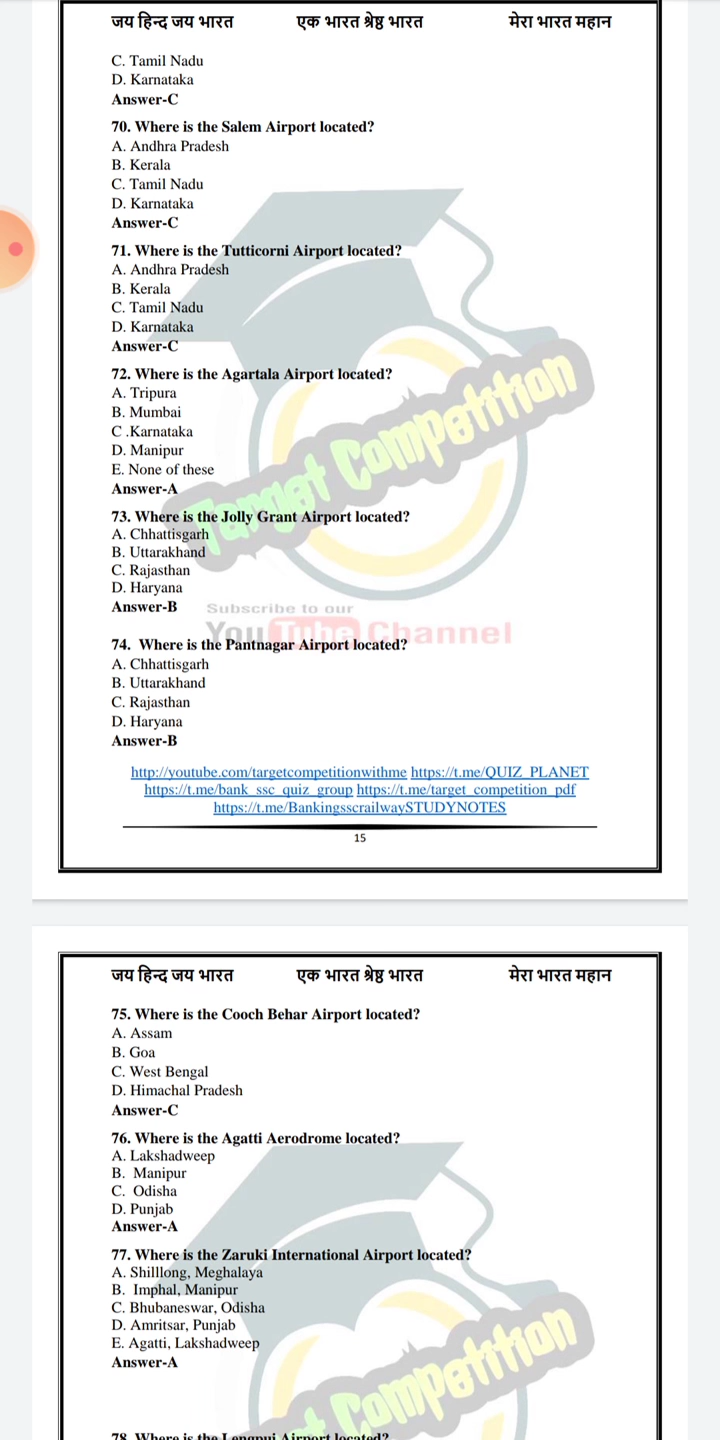 जय हिन्द जय भारत एक भारत श्रेष्ठ भारत मेरा भारत महान
C. Tamil Nadu
D. Karnataka
Answer-C
70. Where is the Salem Airport located?
A. Andhra Pradesh
B. Kerala
C. Tamil Nadu
D. Karnataka
Answer-C
71. Where is the Tutticorni Airport located?
A. Andhra Pradesh
B. Kerala
C. Tamil Nadu
D. Karnataka
Answer-C
72. Where is the Agartala Airport located?
A. Tripura
B. Mumbai
C .Karnataka
D. Manipur
E. None of these
Answer-A
Target Competition
73. Where is the Jolly Grant Airport located?
A. Chhattisgarh
B. Uttarakhand
C. Rajasthan
D. Haryana
Answer-B
Subscribe to our
YouTube Channel
74. Where is the Pantnagar Airport located?
A. Chhattisgarh
B. Uttarakhand
C. Rajasthan
D. Haryana
Answer-B
http://youtube.com/targetcompetitionwithme https://t.me/QUIZ_PLANET
https://t.me/bank_ssc_quiz_group https://t.me/target_competition_pdf
https://t.me/BankingsscrailwaySTUDYNOTES
15
जय हिन्द जय भारत एक भारत श्रेष्ठ भारत मेरा भारत महान
75. Where is the Cooch Behar Airport located?
A. Assam
B. Goa
C. West Bengal
D. Himachal Pradesh
Answer-C
76. Where is the Agatti Aerodrome located?
A. Lakshadweep
B. Manipur
C. Odisha
D. Punjab
Answer-A
77. Where is the Zaruki International Airport located?
A. Shilllong, Meghalaya
B. Imphal, Manipur
C. Bhubaneswar, Odisha
D. Amritsar, Punjab
E. Agatti, Lakshadweep
Answer-A
Competition
78. Where is the Lengpui Airport located?